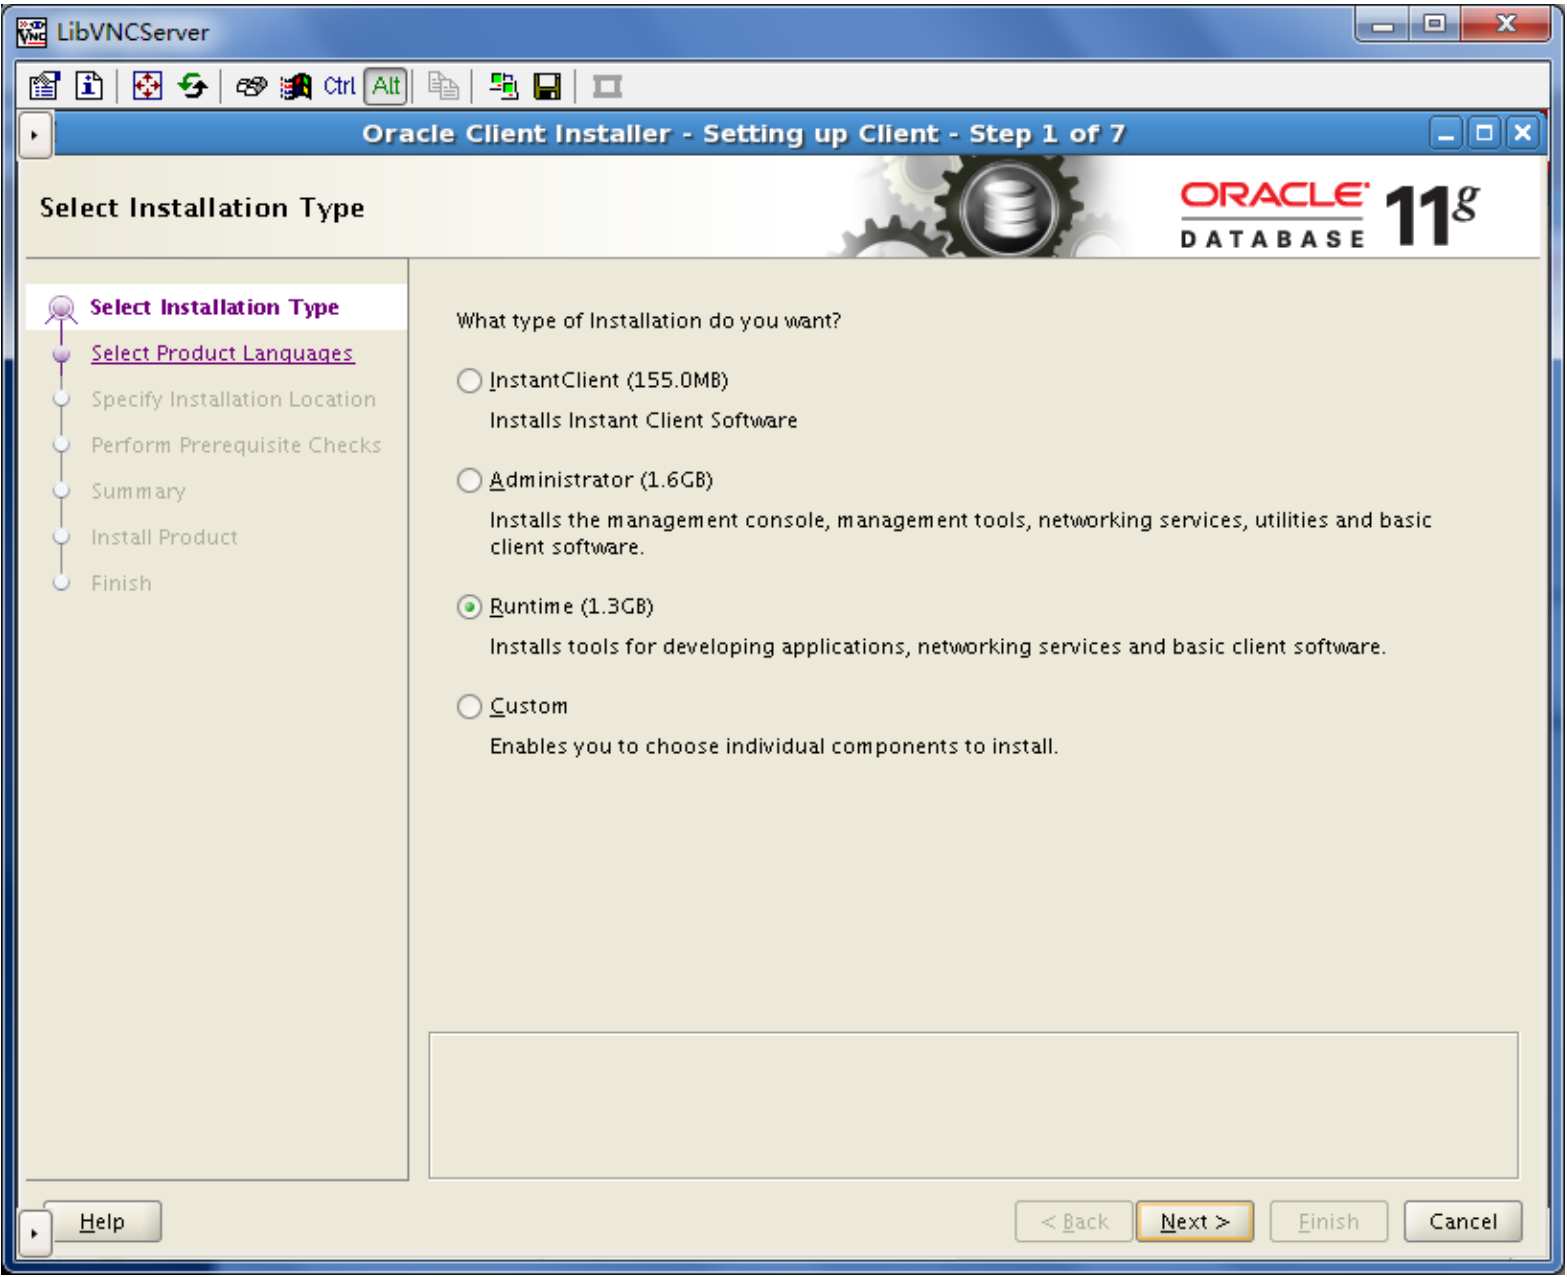 LibVNCServer
Ctrl Alt
Oracle Client Installer - Setting up Client - Step 1 of 7
Select Installation Type
ORACLE
DATABASE
11g
Select Installation Type
Select Product Languages
Specify Installation Location
Perform Prerequisite Checks
Summary
Install Product
Finish
What type of Installation do you want?
InstantClient (155.0MB)
Installs Instant Client Software
Administrator (1.6GB)
Installs the management console, management tools, networking services, utilities and basic
client software.
Runtime (1.3GB)
Installs tools for developing applications, networking services and basic client software.
Custom
Enables you to choose individual components to install.
Help
< Back
Next >
Finish
Cancel